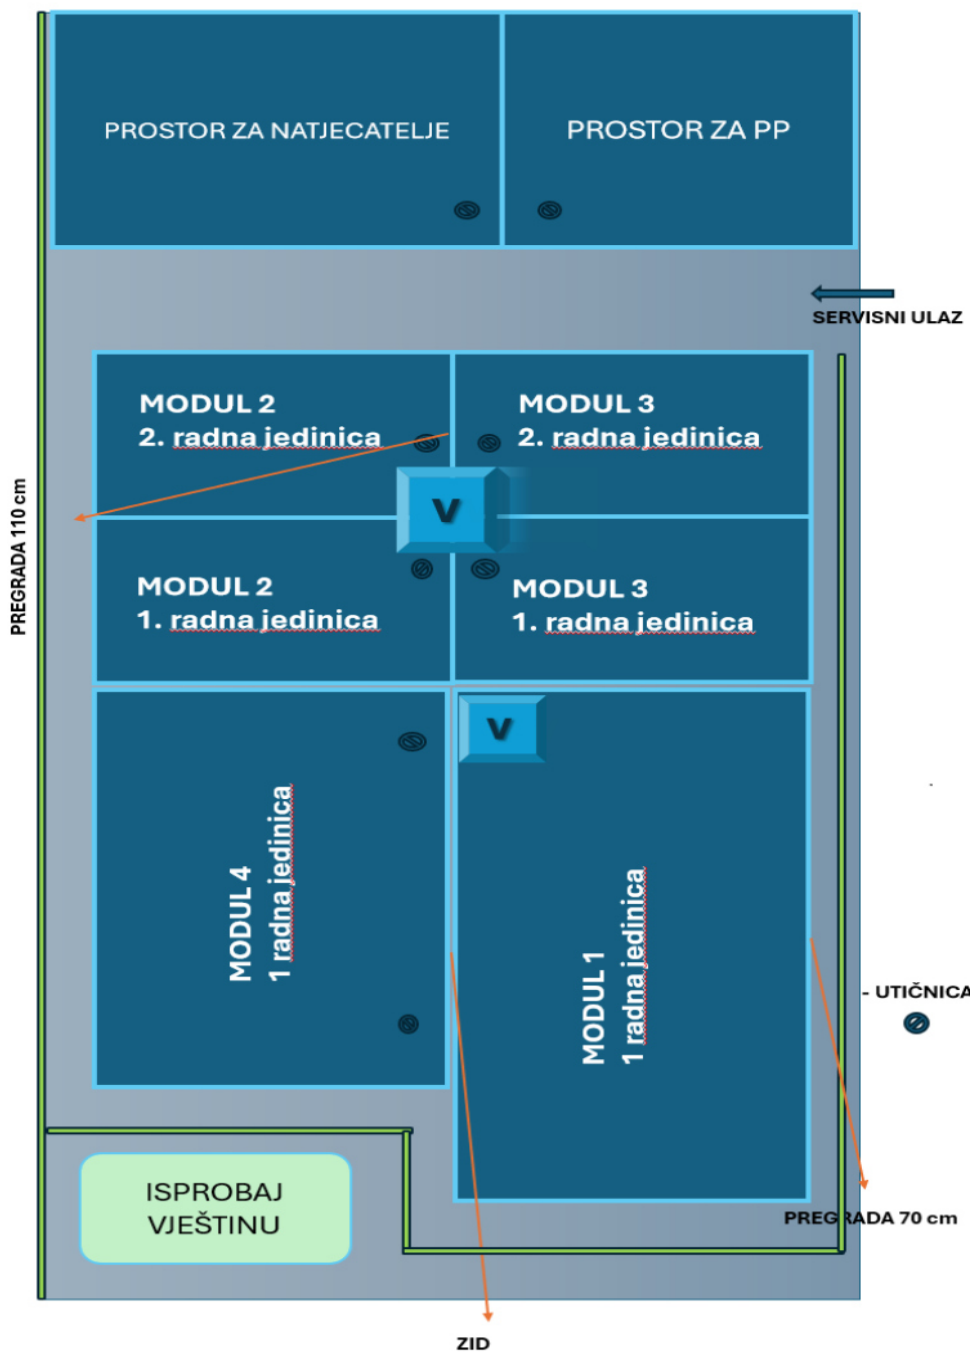 PROSTOR ZA NATJECATELJE
PROSTOR ZA PP
SERVISNI ULAZ
MODUL 2
2. radna jedinica
MODUL 3
2. radna jedinica
V
PREGRADA 110 cm
MODUL 2
1. radna jedinica
MODUL 3
1. radna jedinica
V
MODUL 4
1 radna jedinica
MODUL 1
1 radna jedinica
- UTIČNICA
ISPROBAJ
VJEŠTINU
PREGRADA 70 cm
ZID